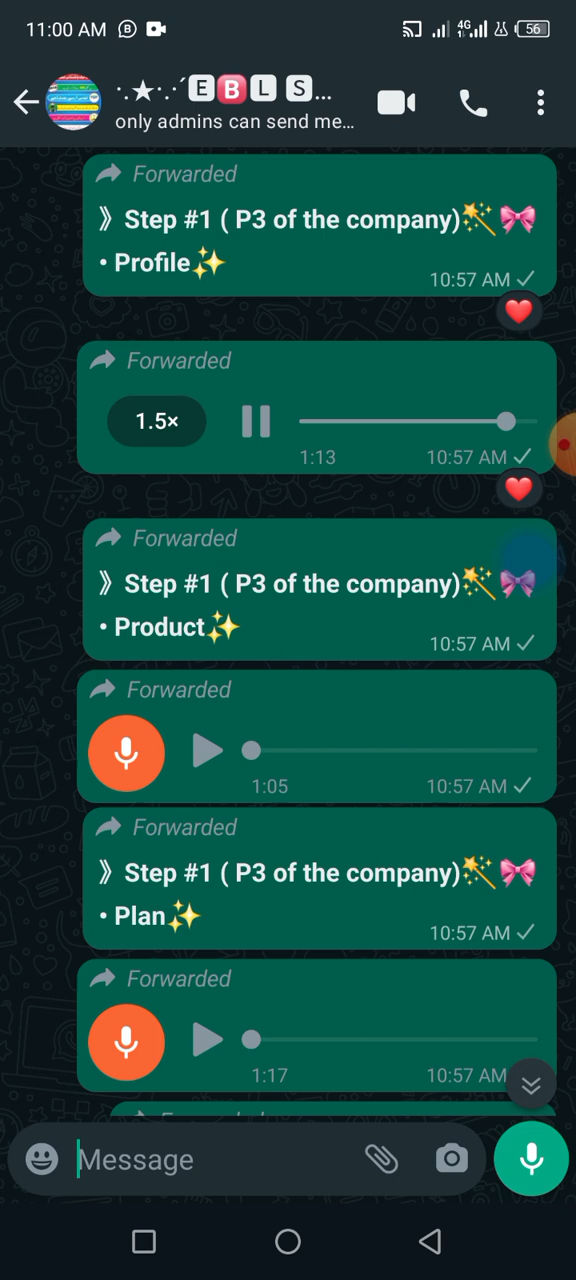 11:00 AM B 4G 56
·.★·.·´🄴🅱🄻 🅂...
only admins can send me...
Forwarded
》 Step #1 ( P3 of the company)🪄🎀
• Profile✨
10:57 AM
Forwarded
1.5×
1:13 10:57 AM
Forwarded
》 Step #1 ( P3 of the company)🪄🎀
• Product✨
10:57 AM
Forwarded
1:05 10:57 AM
Forwarded
》 Step #1 ( P3 of the company)🪄🎀
• Plan✨
10:57 AM
Forwarded
1:17 10:57 AM
Message